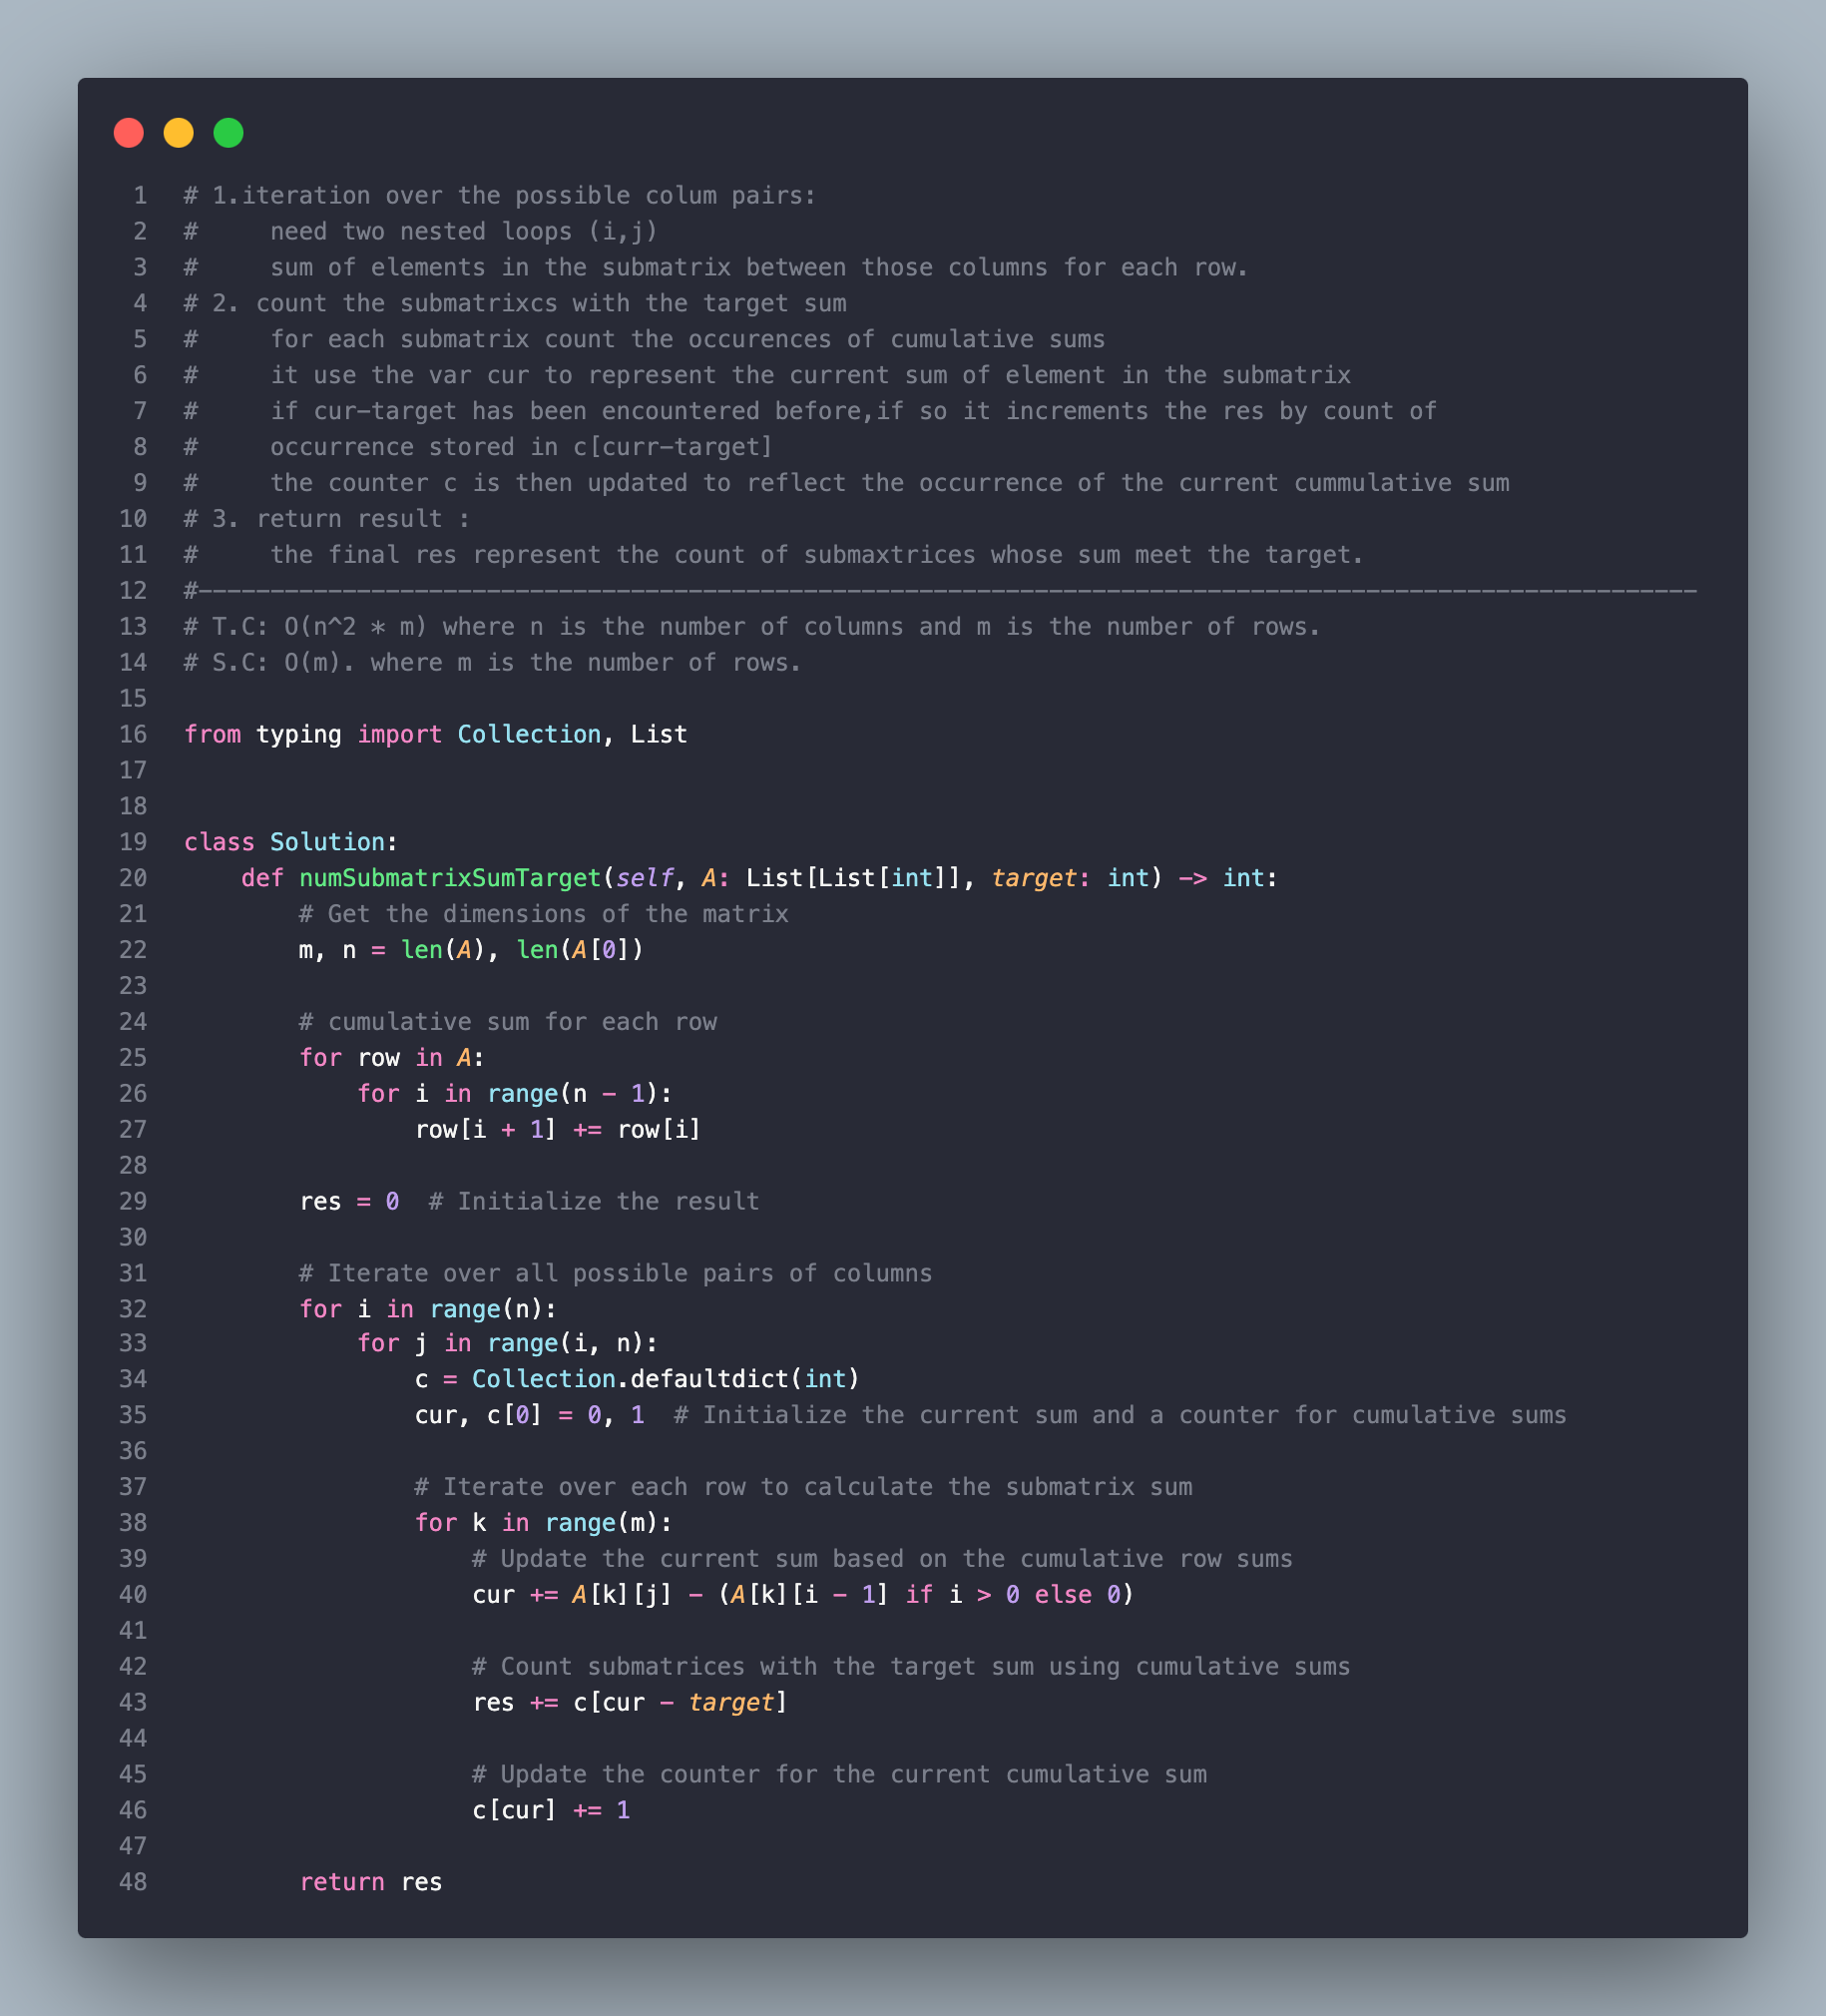 1 # 1.iteration over the possible colum pairs:
2 #     need two nested loops (i,j)
3 #     sum of elements in the submatrix between those columns for each row.
4 # 2. count the submatrixcs with the target sum
5 #     for each submatrix count the occurences of cumulative sums
6 #     it use the var cur to represent the current sum of element in the submatrix
7 #     if cur-target has been encountered before,if so it increments the res by count of
8 #     occurrence stored in c[curr-target]
9 #     the counter c is then updated to reflect the occurrence of the current cummulative sum
10 # 3. return result :
11 #     the final res represent the count of submaxtrices whose sum meet the target.
12 #--------------------------------------------------------------------------------------------------------
13 # T.C: O(n^2 * m) where n is the number of columns and m is the number of rows.
14 # S.C: O(m). where m is the number of rows.
15
16 from typing import Collection, List
17
18
19 class Solution:
20     def numSubmatrixSumTarget(self, A: List[List[int]], target: int) -> int:
21         # Get the dimensions of the matrix
22         m, n = len(A), len(A[0])
23
24         # cumulative sum for each row
25         for row in A:
26             for i in range(n - 1):
27                 row[i + 1] += row[i]
28
29         res = 0  # Initialize the result
30
31         # Iterate over all possible pairs of columns
32         for i in range(n):
33             for j in range(i, n):
34                 c = Collection.defaultdict(int)
35                 cur, c[0] = 0, 1  # Initialize the current sum and a counter for cumulative sums
36
37                 # Iterate over each row to calculate the submatrix sum
38                 for k in range(m):
39                     # Update the current sum based on the cumulative row sums
40                     cur += A[k][j] - (A[k][i - 1] if i > 0 else 0)
41
42                     # Count submatrices with the target sum using cumulative sums
43                     res += c[cur - target]
44
45                     # Update the counter for the current cumulative sum
46                     c[cur] += 1
47
48         return res